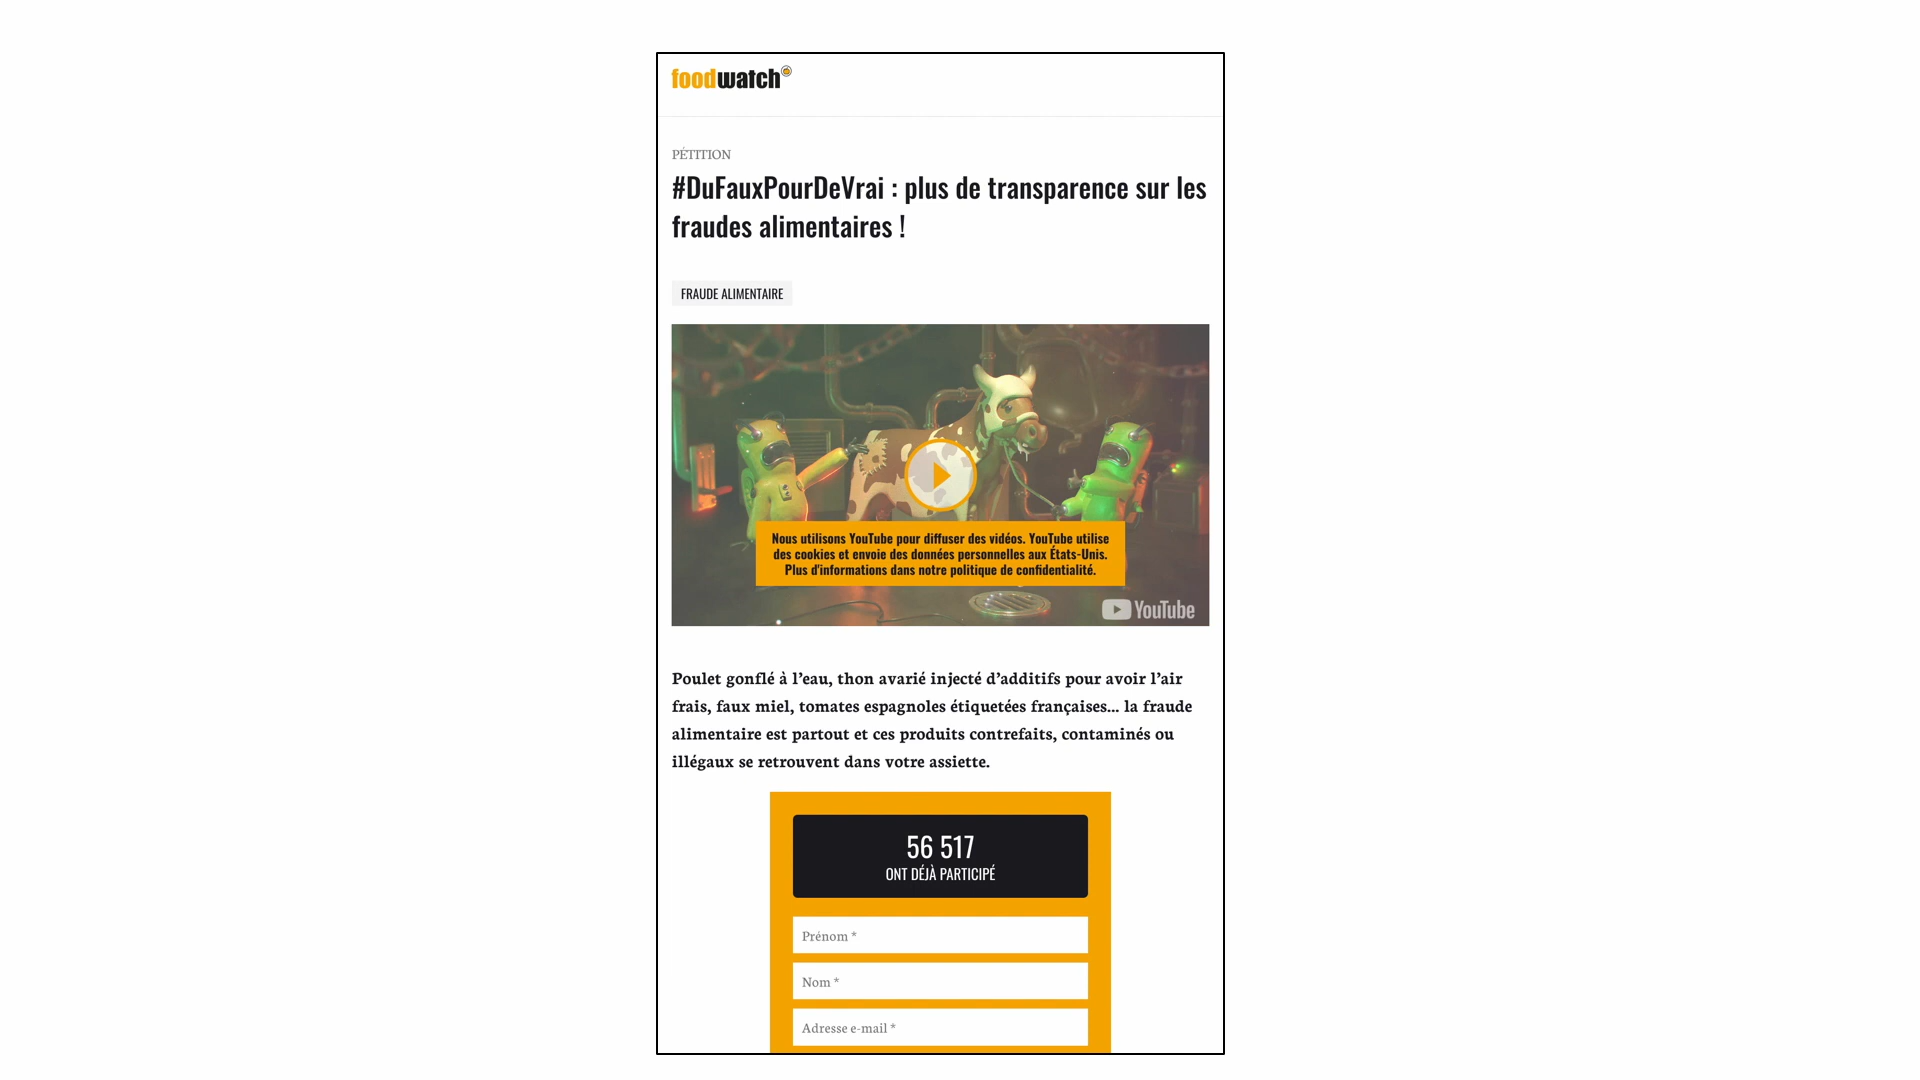 foodwatch
PÉTITION
#DuFauxPourDeVrai : plus de transparence sur les
fraudes alimentaires !
FRAUDE ALIMENTAIRE
Nous utilisons YouTube pour diffuser des vidéos. YouTube utilise
des cookies et envoie des données personnelles aux États-Unis.
Plus d'informations dans notre politique de confidentialité.
YouTube
Poulet gonflé à l’eau, thon avarié injecté d’additifs pour avoir l’air
frais, faux miel, tomates espagnoles étiquetées françaises... la fraude
alimentaire est partout et ces produits contrefaits, contaminés ou
illégaux se retrouvent dans votre assiette.
56 517
ONT DÉJÀ PARTICIPÉ
Prénom *
Nom *
Adresse e-mail *